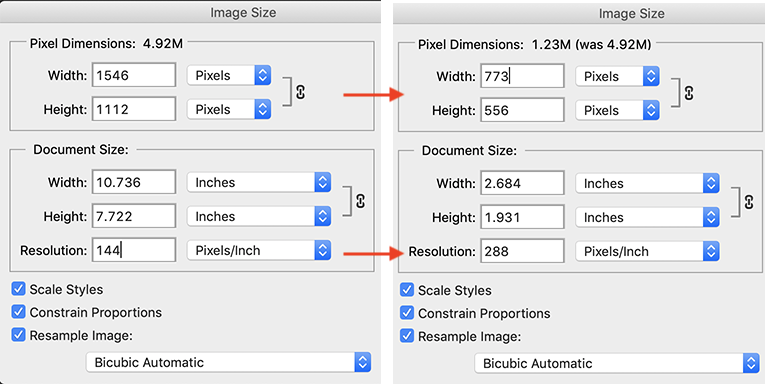 Image Size
Pixel Dimensions: 4.92M
Width: 1546 Pixels
Height: 1112 Pixels
Document Size:
Width: 10.736 Inches
Height: 7.722 Inches
Resolution: 144 Pixels/Inch
Scale Styles
Constrain Proportions
Resample Image:
Bicubic Automatic
Image Size
Pixel Dimensions: 1.23M (was 4.92M)
Width: 773 Pixels
Height: 556 Pixels
Document Size:
Width: 2.684 Inches
Height: 1.931 Inches
Resolution: 288 Pixels/Inch
Scale Styles
Constrain Proportions
Resample Image:
Bicubic Automatic